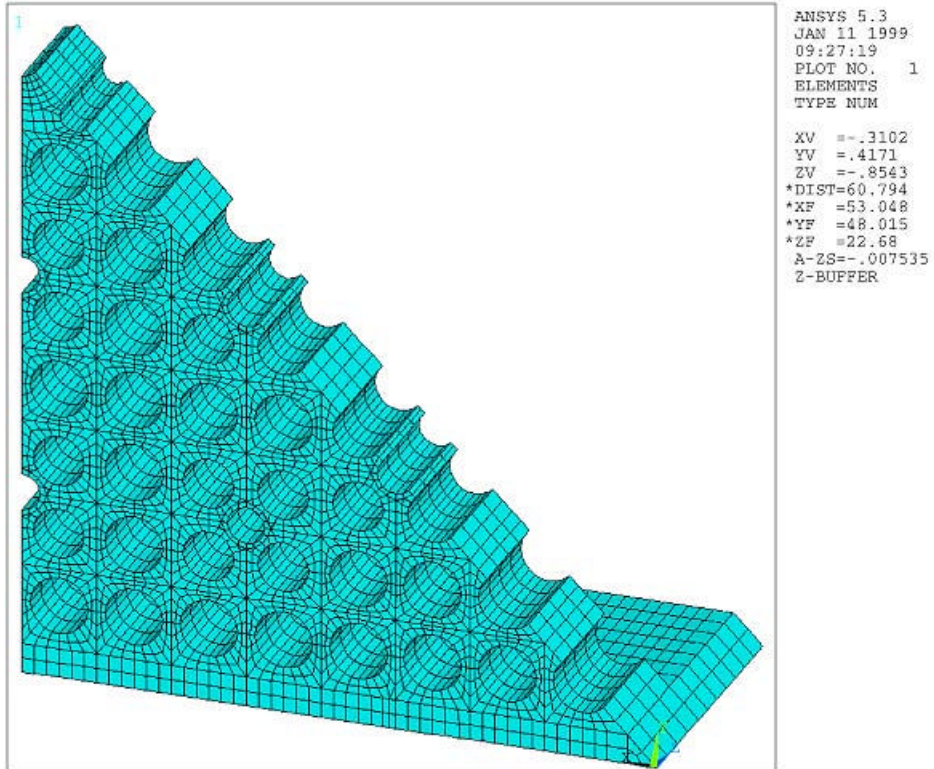 1
ANSYS 5.3
JAN 11 1999
09:27:19
PLOT NO. 1
ELEMENTS
TYPE NUM
XV =-.3102
YV =.4171
ZV =-.8543
*DIST=60.794
*XF =53.048
*YF =48.015
*ZF =22.68
A-ZS=-.007535
Z-BUFFER